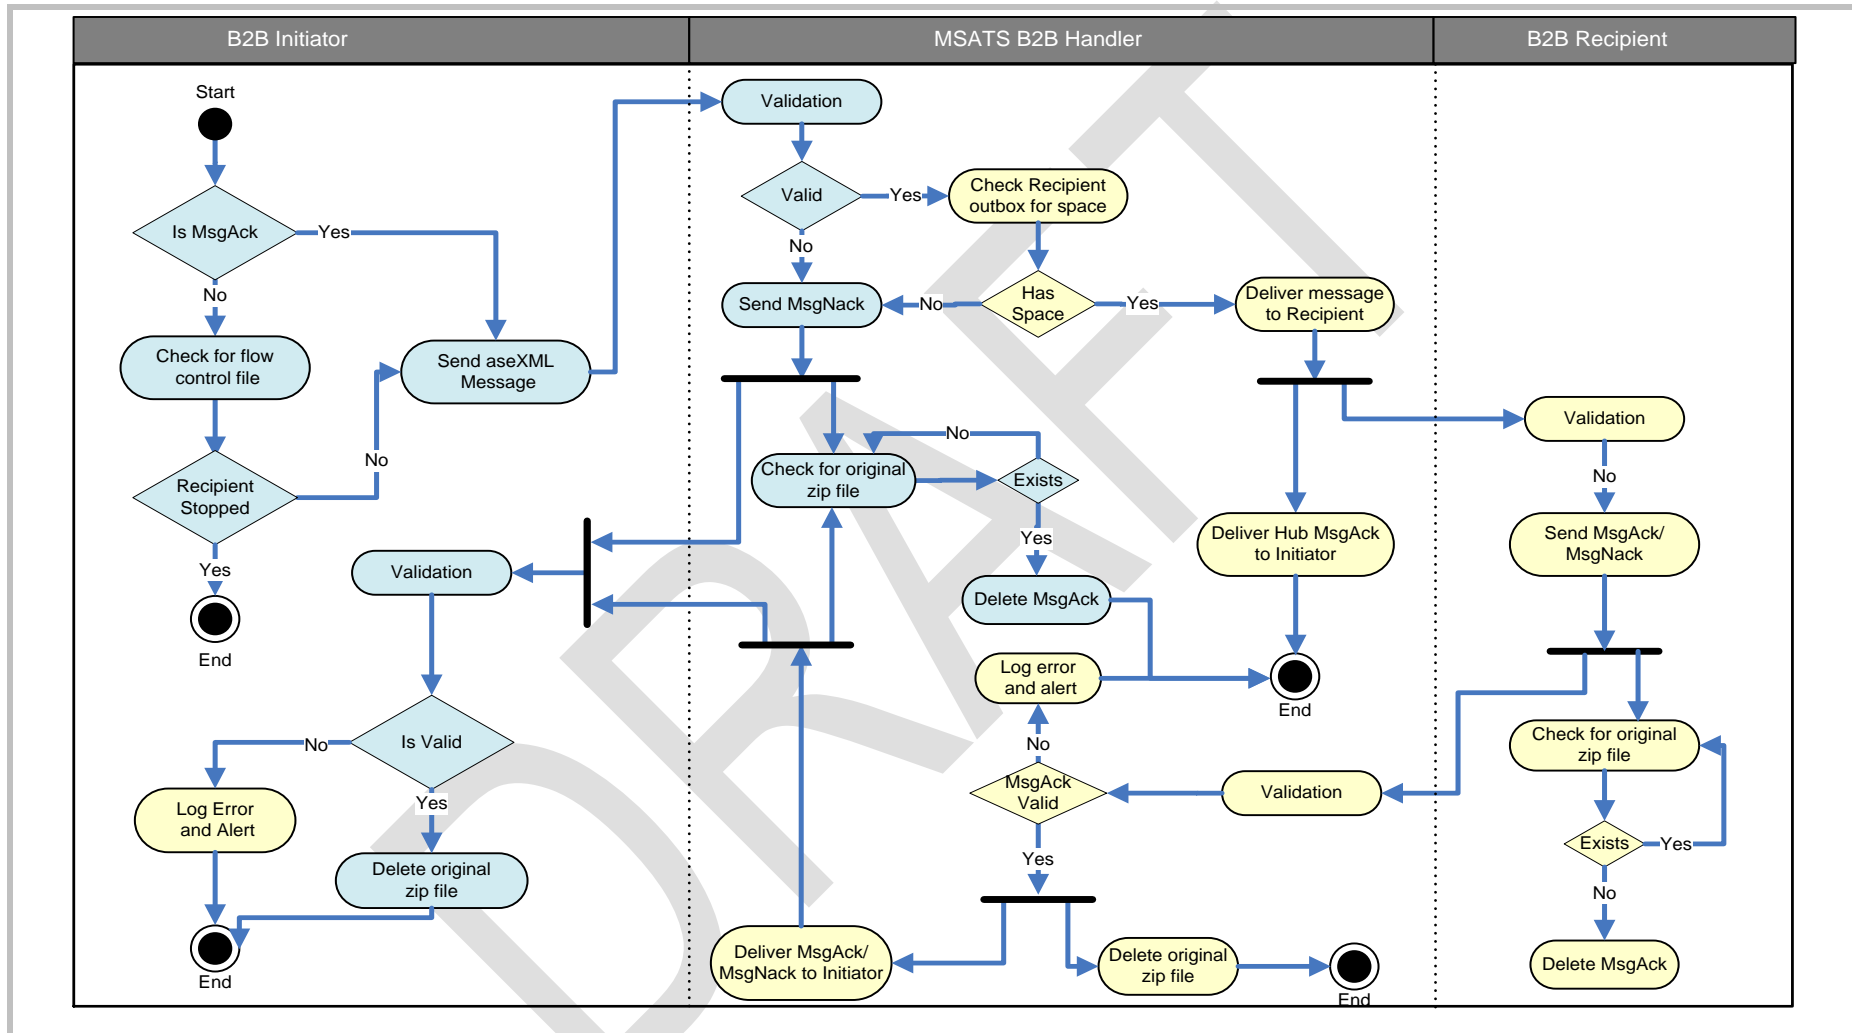 B2B Initiator
MSATS B2B Handler
B2B Recipient
Start
Is MsgAck
Yes
No
Check for flow
control file
Recipient
Stopped
No
Yes
End
Send aseXML
Message
Validation
Is Valid
No
Yes
Log Error
and Alert
Delete original
zip file
End
Validation
Valid
Yes
No
Check Recipient
outbox for space
Has
Space
No
Yes
Send MsgNack
Deliver message
to Recipient
Check for original
zip file
No
Exists
Yes
Delete MsgAck
Deliver Hub MsgAck
to Initiator
Log error
and alert
End
No
MsgAck
Valid
Yes
Validation
Deliver MsgAck/
MsgNack to Initiator
Delete original
zip file
End
Validation
No
Send MsgAck/
MsgNack
Check for original
zip file
Exists
Yes
No
Delete MsgAck
DRAFT